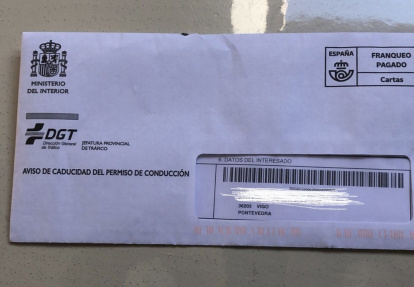 MINISTERIO
DEL INTERIOR
ESPAÑA
FRANQUEO
PAGADO
Cartas
DGT
Dirección General
de Tráfico
JEFATURA PROVINCIAL
DE TRÁFICO
AVISO DE CADUCIDAD DEL PERMISO DE CONDUCCIÓN
DATOS DEL INTERESADO
VIGO
PONTEVEDRA